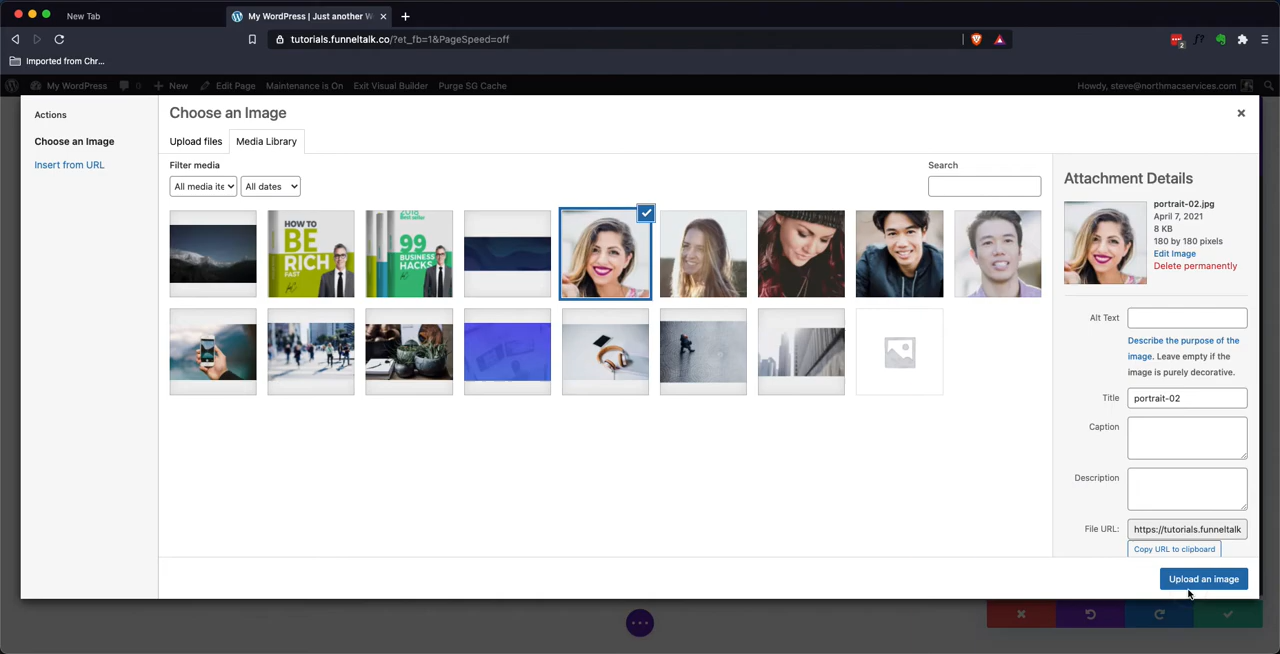 New Tab
My WordPress | Just another W
tutorials.funneltalk.co/?et_fb=1&PageSpeed=off
2
f?
Imported from Chr...
My WordPress
0
New
Edit Page
Maintenance is On
Exit Visual Builder
Purge SG Cache
Howdy, steve@northmacservices.com
Actions
Choose an Image
Insert from URL
Choose an Image
Upload files
Media Library
Filter media
All media ite
All dates
Search
HOW TO
BE
RICH
FAST
2018
Best seller
99
BUSINESS
HACKS
Attachment Details
portrait-02.jpg
April 7, 2021
8 KB
180 by 180 pixels
Edit Image
Delete permanently
Alt Text
Describe the purpose of the
image. Leave empty if the
image is purely decorative.
Title
portrait-02
Caption
Description
File URL:
https://tutorials.funneltalk
Copy URL to clipboard
Upload an image